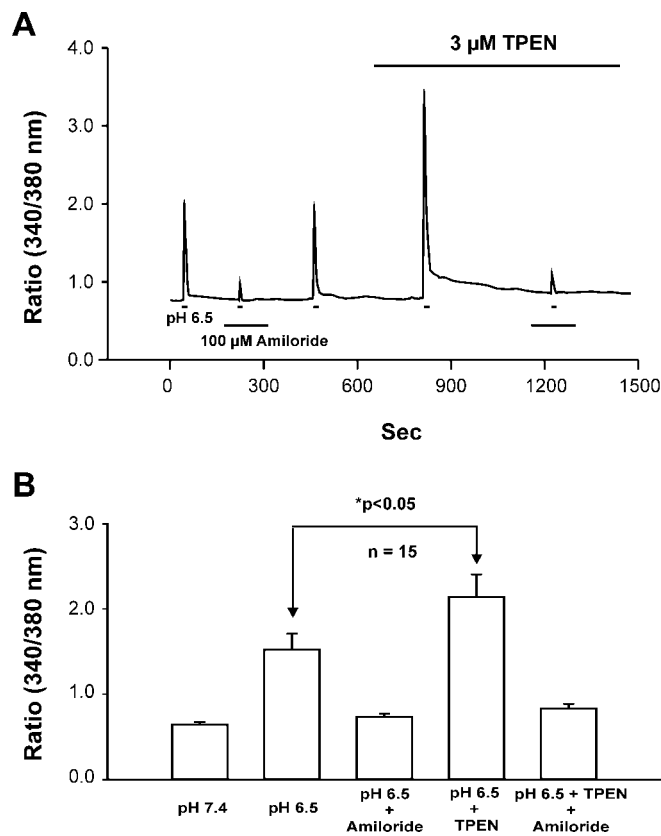 A
3 µM TPEN
4.0
3.0
2.0
1.0
0.0
Ratio (340/380 nm)
pH 6.5
100 µM Amiloride
0 300 600 900 1200 1500
Sec
B
*p<0.05
n = 15
3.0
2.0
1.0
0.0
Ratio (340/380 nm)
pH 7.4
pH 6.5
pH 6.5
+
Amiloride
pH 6.5
+
TPEN
pH 6.5 + TPEN
+
Amiloride